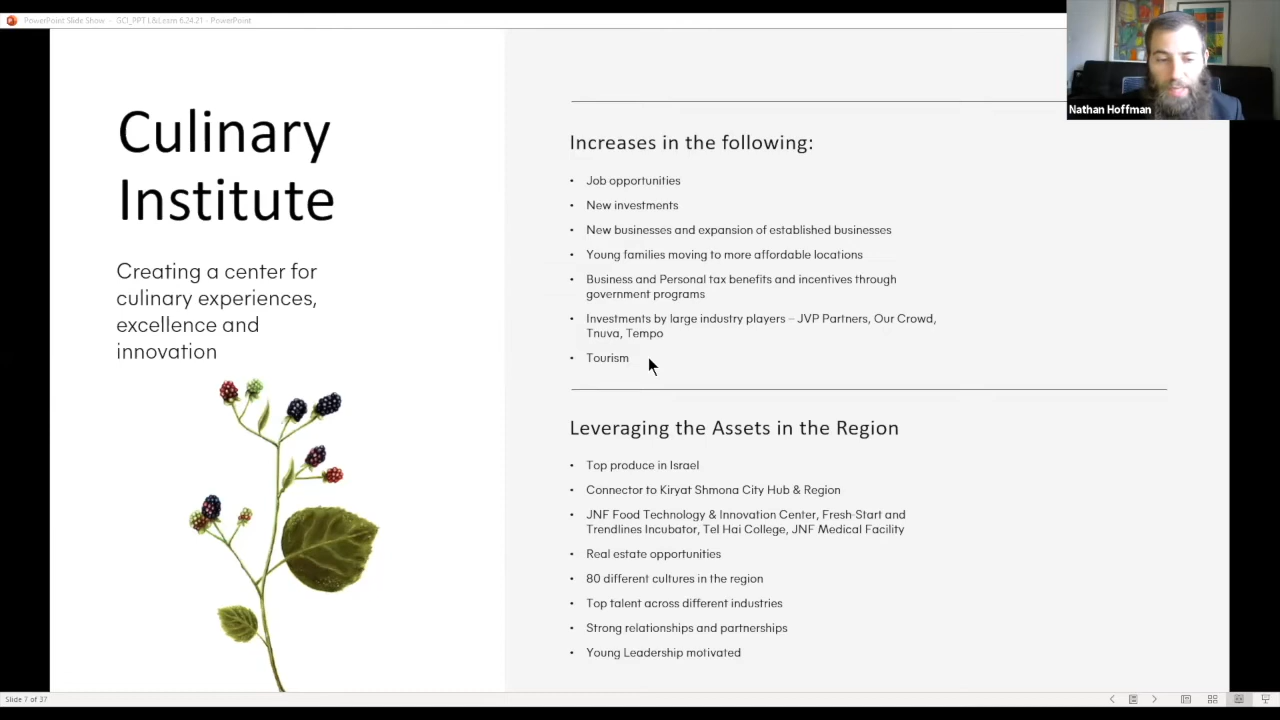 PowerPoint Slide Show - GCI_PPT L&Learn 6.24.21 - PowerPoint
Nathan Hoffman
Culinary
Institute
Creating a center for
culinary experiences,
excellence and
innovation
Increases in the following:
• Job opportunities
• New investments
• New businesses and expansion of established businesses
• Young families moving to more affordable locations
• Business and Personal tax benefits and incentives through
government programs
• Investments by large industry players – JVP Partners, Our Crowd,
Tnuva, Tempo
• Tourism
Leveraging the Assets in the Region
• Top produce in Israel
• Connector to Kiryat Shmona City Hub & Region
• JNF Food Technology & Innovation Center, Fresh-Start and
Trendlines Incubator, Tel Hai College, JNF Medical Facility
• Real estate opportunities
• 80 different cultures in the region
• Top talent across different industries
• Strong relationships and partnerships
• Young Leadership motivated
Slide 7 of 37